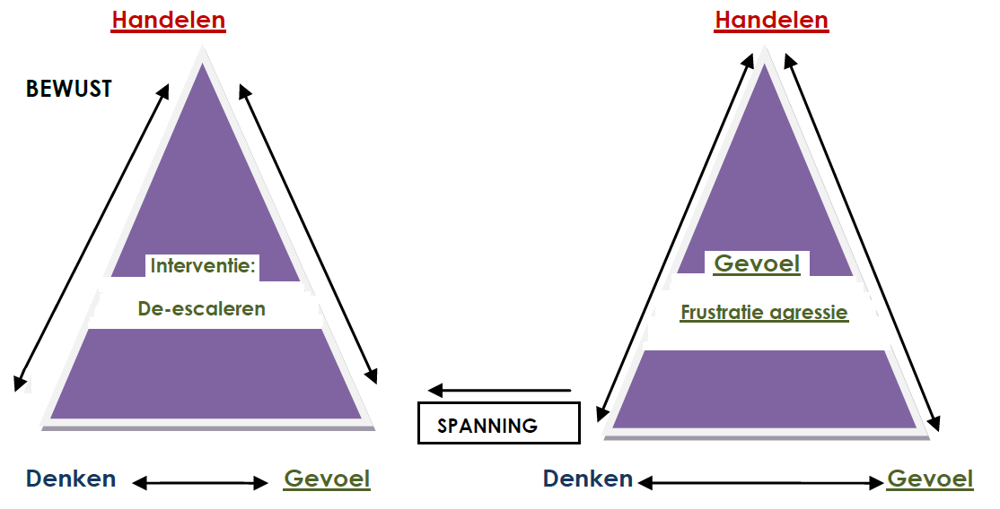 Handelen
BEWUST
Interventie:
De-escaleren
Denken
Gevoel
SPANNING
Handelen
Gevoel
Frustratie agressie
Denken
Gevoel